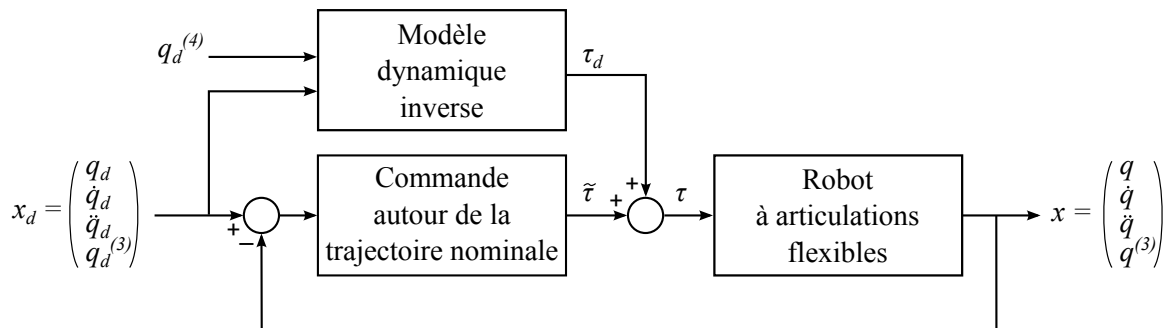 q_d^(4)
Modèle
dynamique
inverse
τ_d
x_d = ( q_d
q̇_d
q̈_d
q_d^(3) )
+
−
Commande
autour de la
trajectoire nominale
τ̃
+
+
τ
Robot
à articulations
flexibles
x = ( q
q̇
q̈
q^(3) )